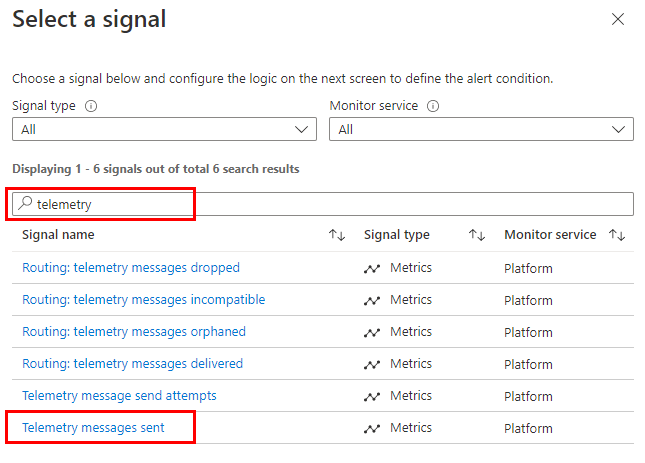 Select a signal
Choose a signal below and configure the logic on the next screen to define the alert condition.
Signal type Monitor service
All All
Displaying 1 - 6 signals out of total 6 search results
telemetry
Signal name Signal type Monitor service
Routing: telemetry messages dropped Metrics Platform
Routing: telemetry messages incompatible Metrics Platform
Routing: telemetry messages orphaned Metrics Platform
Routing: telemetry messages delivered Metrics Platform
Telemetry message send attempts Metrics Platform
Telemetry messages sent Metrics Platform